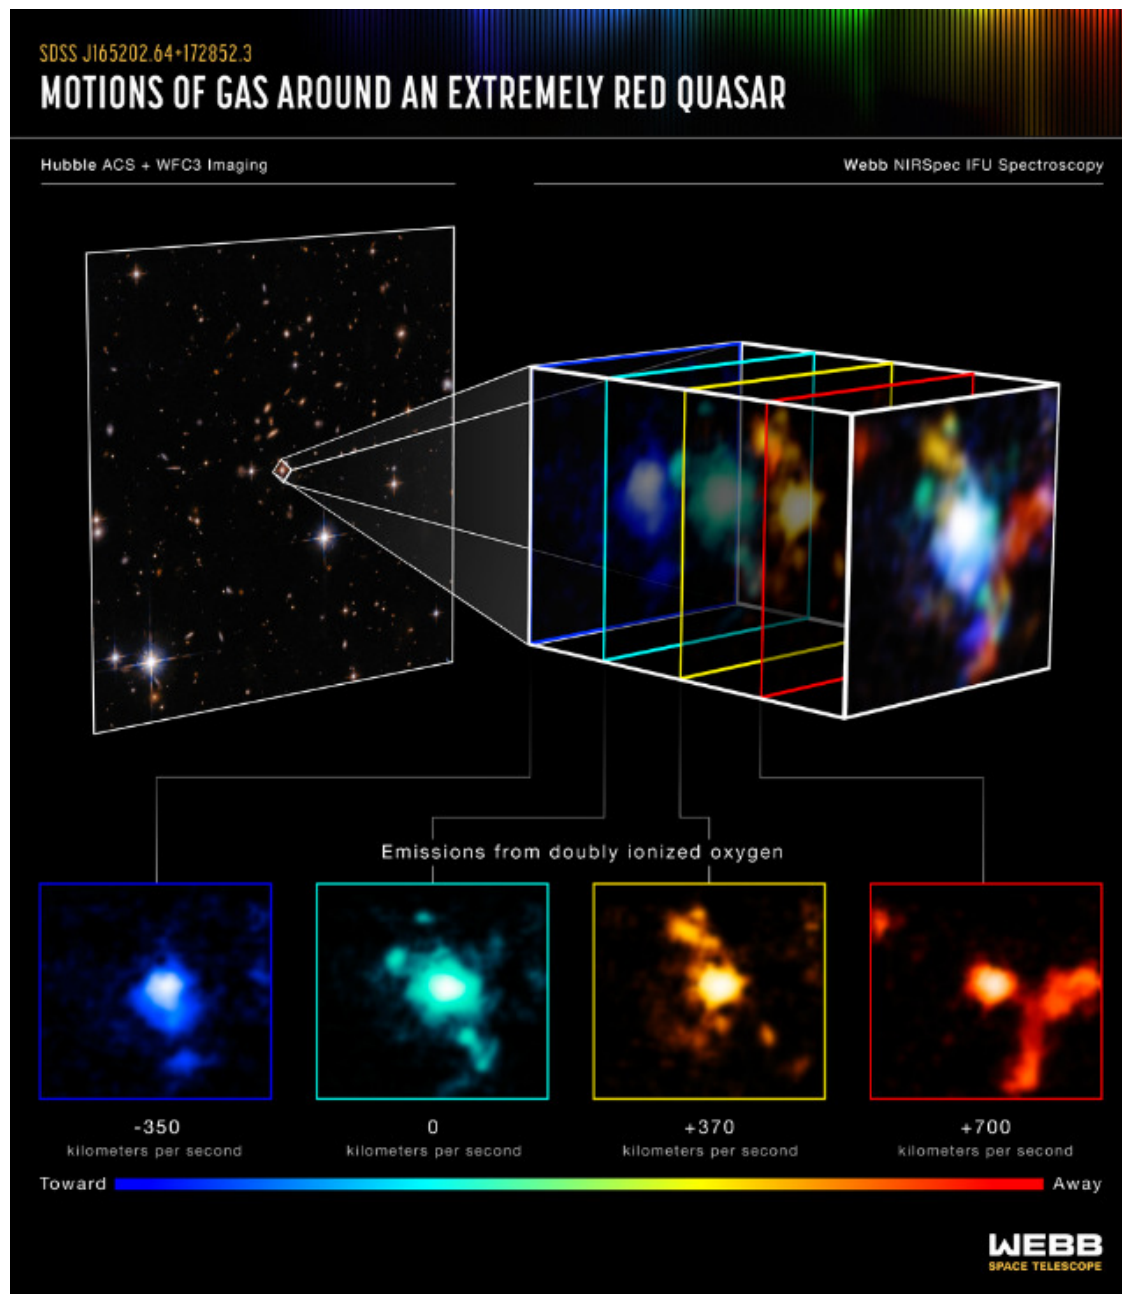 SDSS J165202.64+172852.3
MOTIONS OF GAS AROUND AN EXTREMELY RED QUASAR
Hubble ACS + WFC3 Imaging
Webb NIRSpec IFU Spectroscopy
Emissions from doubly ionized oxygen
-350
kilometers per second
0
kilometers per second
+370
kilometers per second
+700
kilometers per second
Toward
Away
WEBB
SPACE TELESCOPE